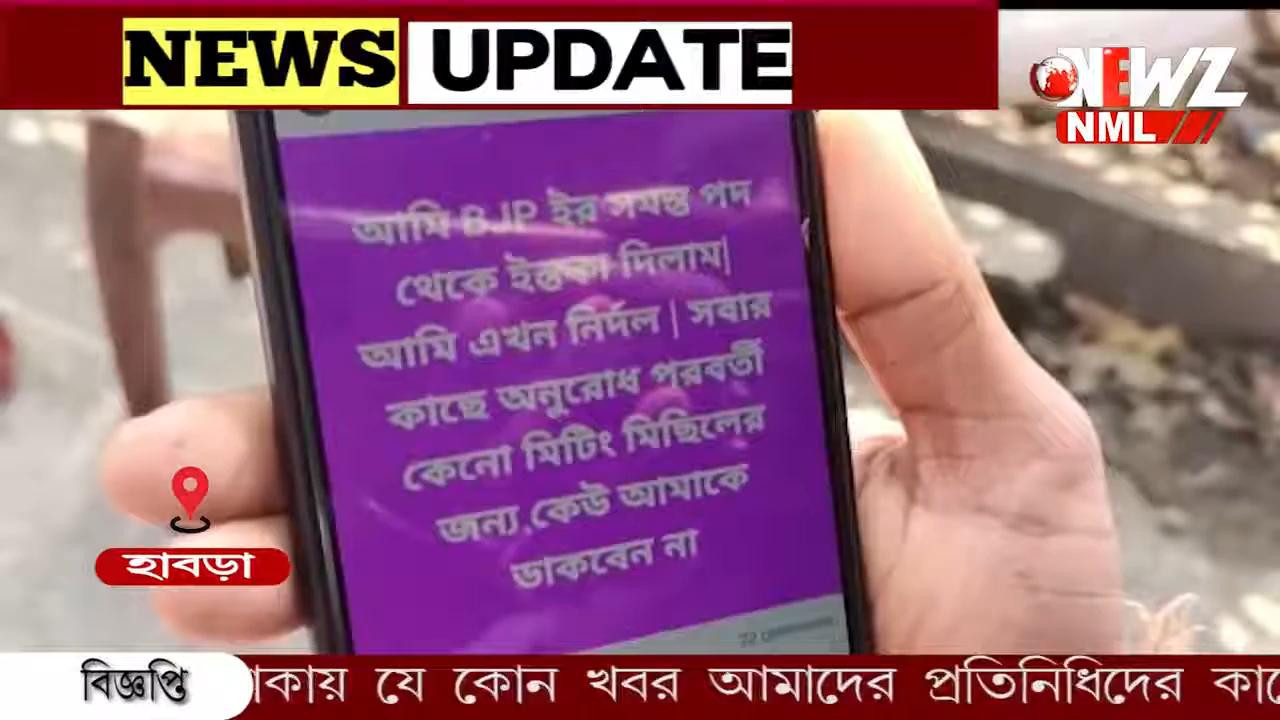 NEWS UPDATE
NEWZ
NML
আমি BJP ইর সমস্ত পদ
থেকে ইস্তফা দিলাম|
আমি এখন নির্দল | সবার
কাছে অনুরোধ পরবর্তী
কেনো মিটিং মিছিলের
জন্য,কেউ আমাকে
ডাকবেন না
হাবড়া
বিজ্ঞপ্তি
যে কোন খবর আমাদের প্রতিনিধিদের